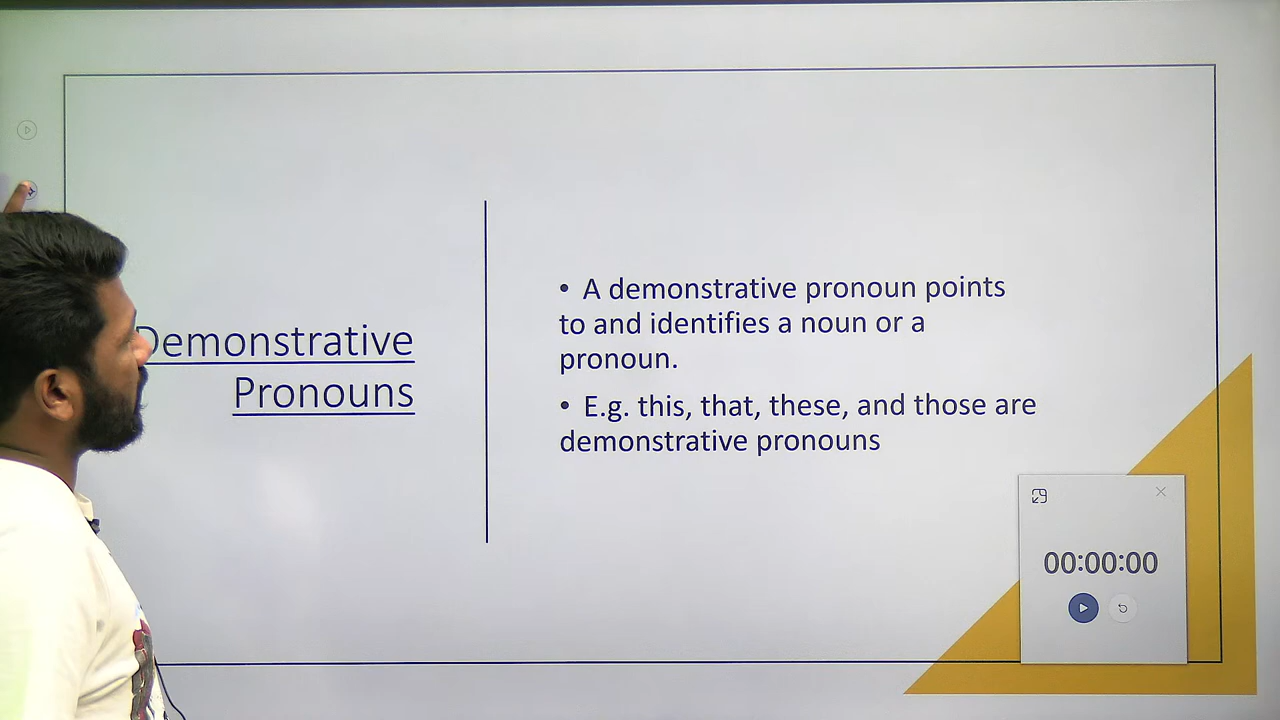 Demonstrative
Pronouns
• A demonstrative pronoun points
to and identifies a noun or a
pronoun.
• E.g. this, that, these, and those are
demonstrative pronouns
00:00:00